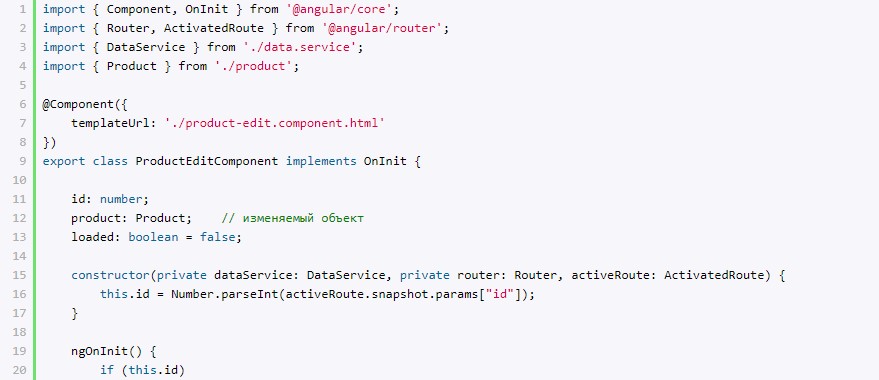 1 import { Component, OnInit } from '@angular/core';
2 import { Router, ActivatedRoute } from '@angular/router';
3 import { DataService } from './data.service';
4 import { Product } from './product';
5
6 @Component({
7     templateUrl: './product-edit.component.html'
8 })
9 export class ProductEditComponent implements OnInit {
10
11     id: number;
12     product: Product;    // изменяемый объект
13     loaded: boolean = false;
14
15     constructor(private dataService: DataService, private router: Router, activeRoute: ActivatedRoute) {
16         this.id = Number.parseInt(activeRoute.snapshot.params["id"]);
17     }
18
19     ngOnInit() {
20         if (this.id)